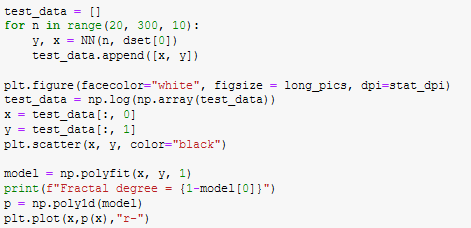 test_data = []
for n in range(20, 300, 10):
    y, x = NN(n, dset[0])
    test_data.append([x, y])

plt.figure(facecolor="white", figsize = long_pics, dpi=stat_dpi)
test_data = np.log(np.array(test_data))
x = test_data[:, 0]
y = test_data[:, 1]
plt.scatter(x, y, color="black")

model = np.polyfit(x, y, 1)
print(f"Fractal degree = {1-model[0]}")
p = np.poly1d(model)
plt.plot(x,p(x),"r-")